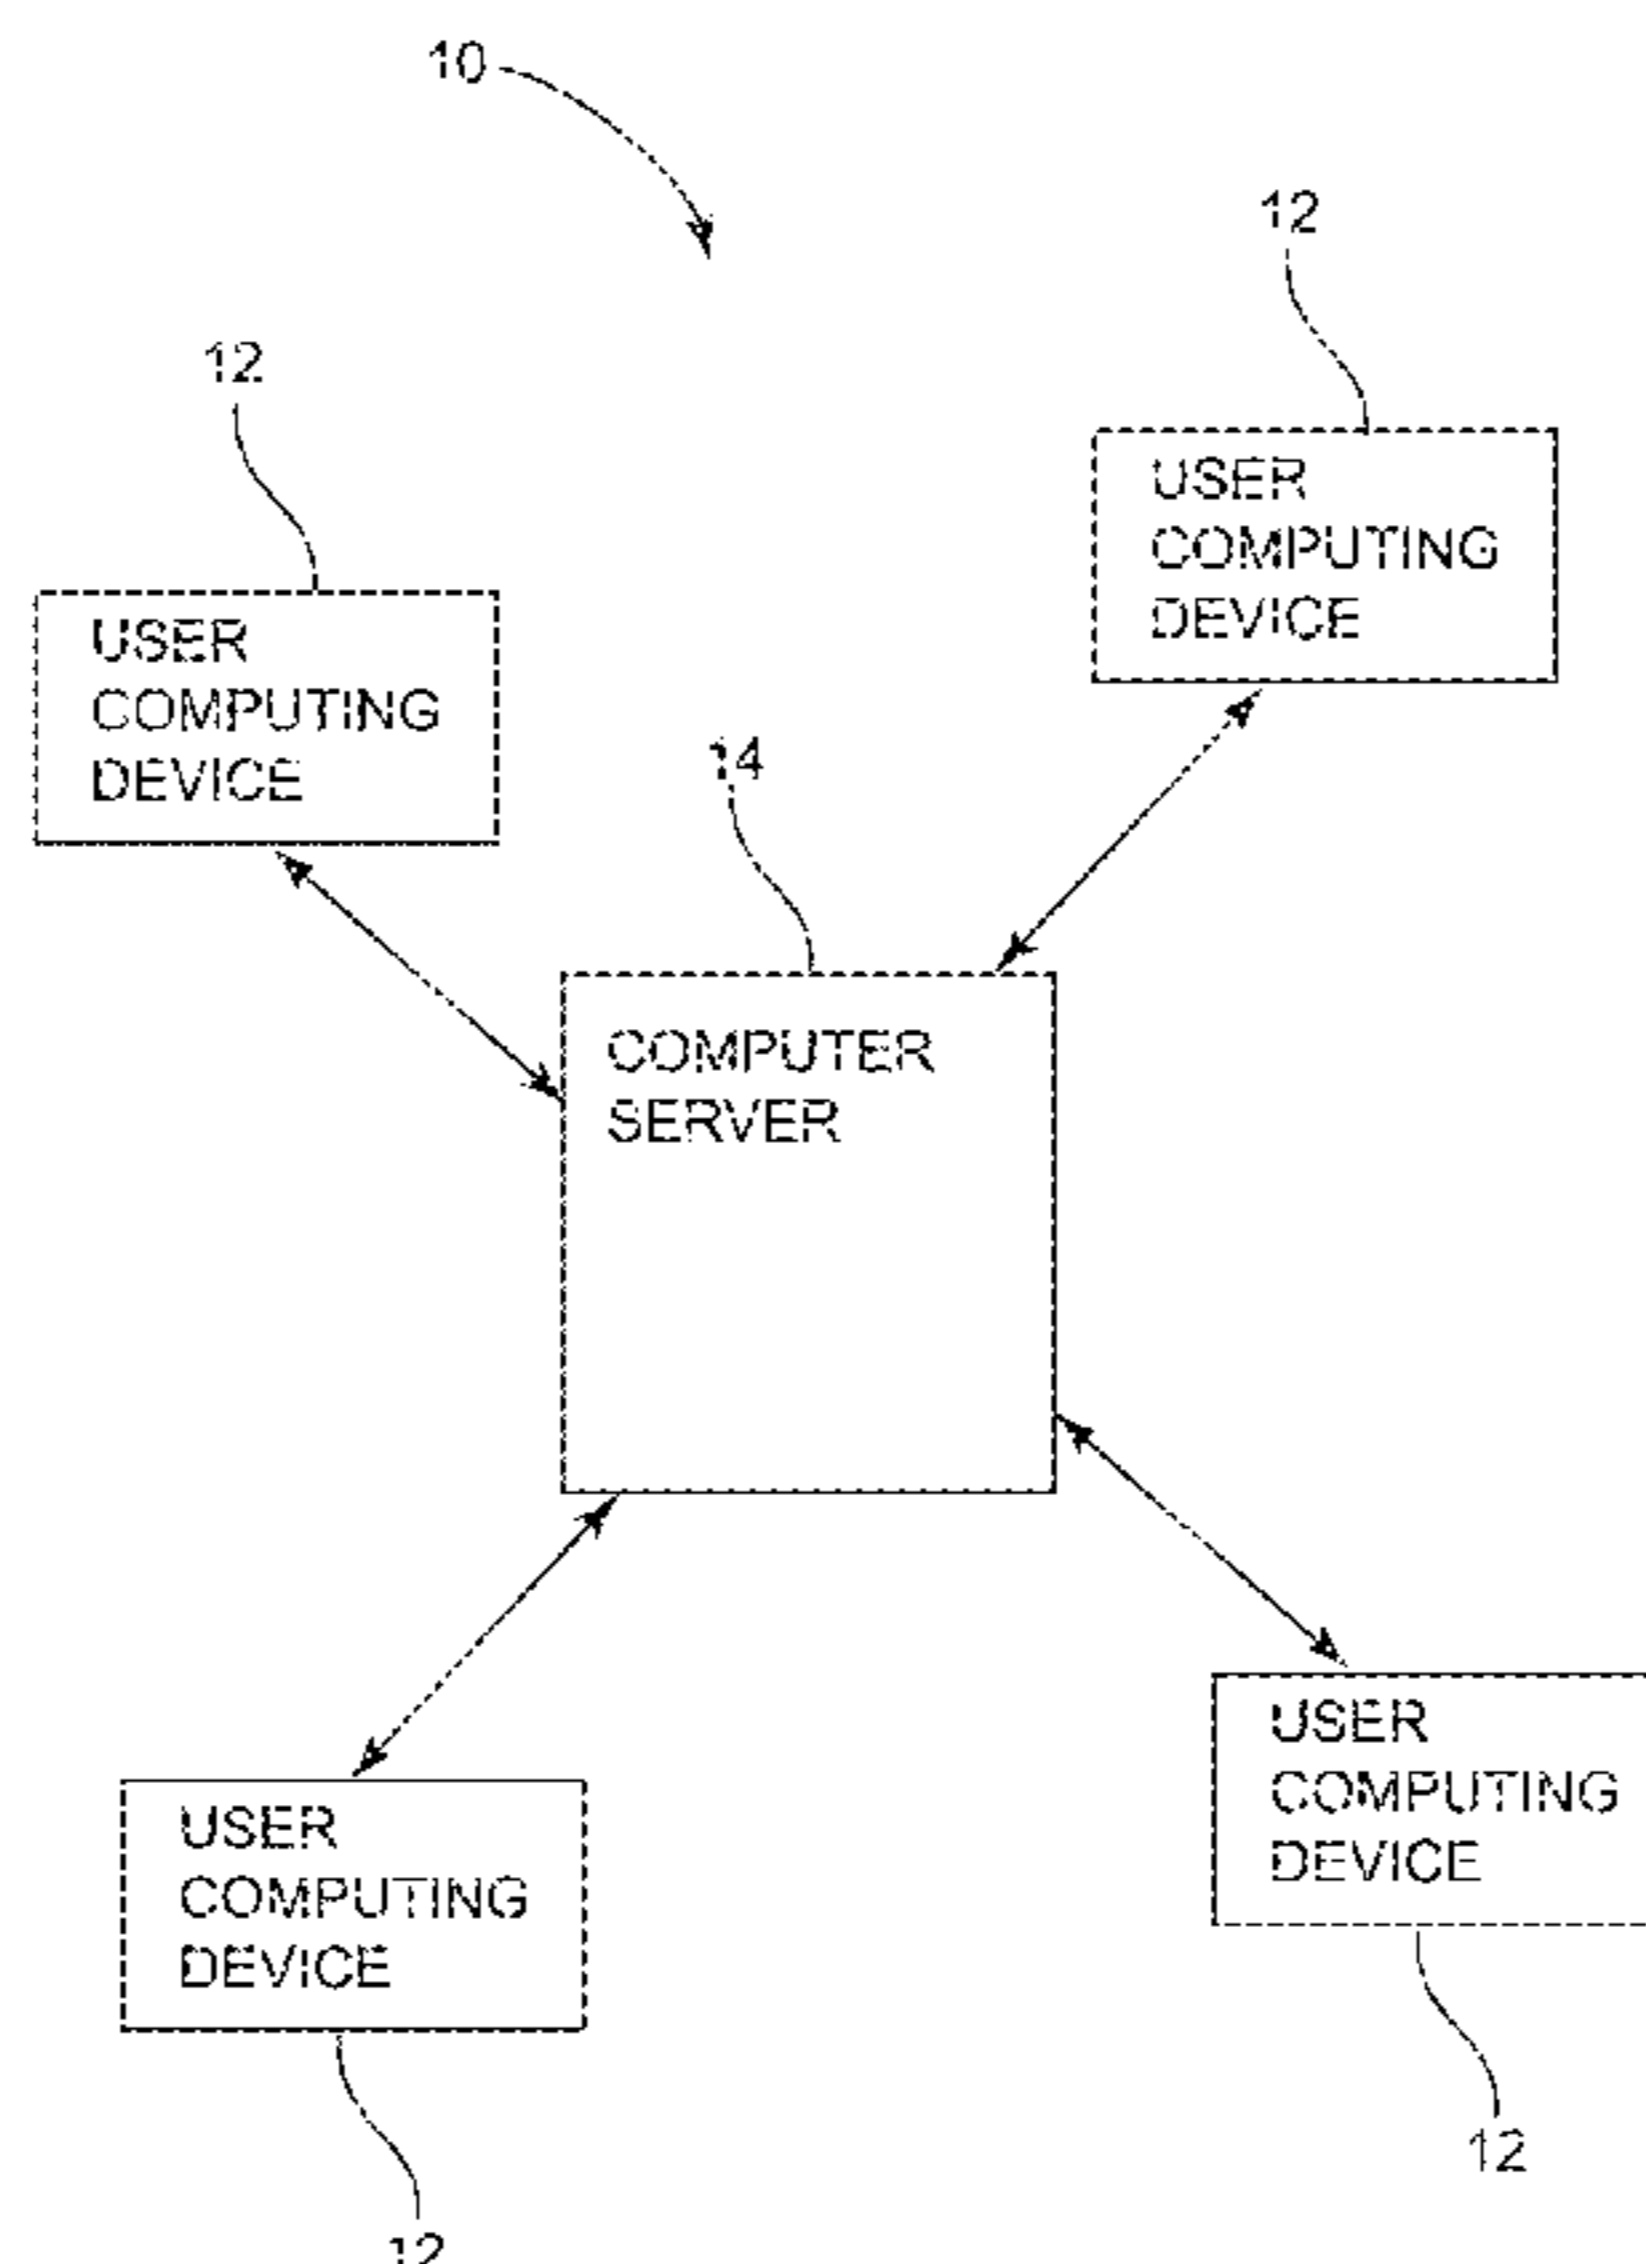 10
12
12
USER
COMPUTING
DEVICE
USER
COMPUTING
DEVICE
14
COMPUTER
SERVER
USER
COMPUTING
DEVICE
USER
COMPUTING
DEVICE
12
12